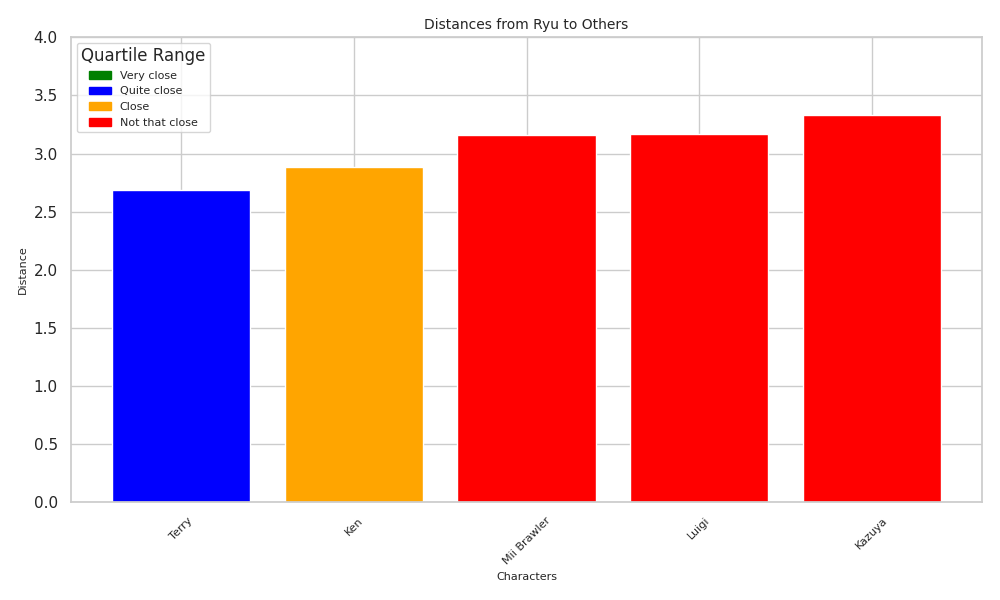 Distances from Ryu to Others
Quartile Range
Very close
Quite close
Close
Not that close
4.0
3.5
3.0
2.5
2.0
1.5
1.0
0.5
0.0
Distance
Terry
Ken
Mii Brawler
Luigi
Kazuya
Characters